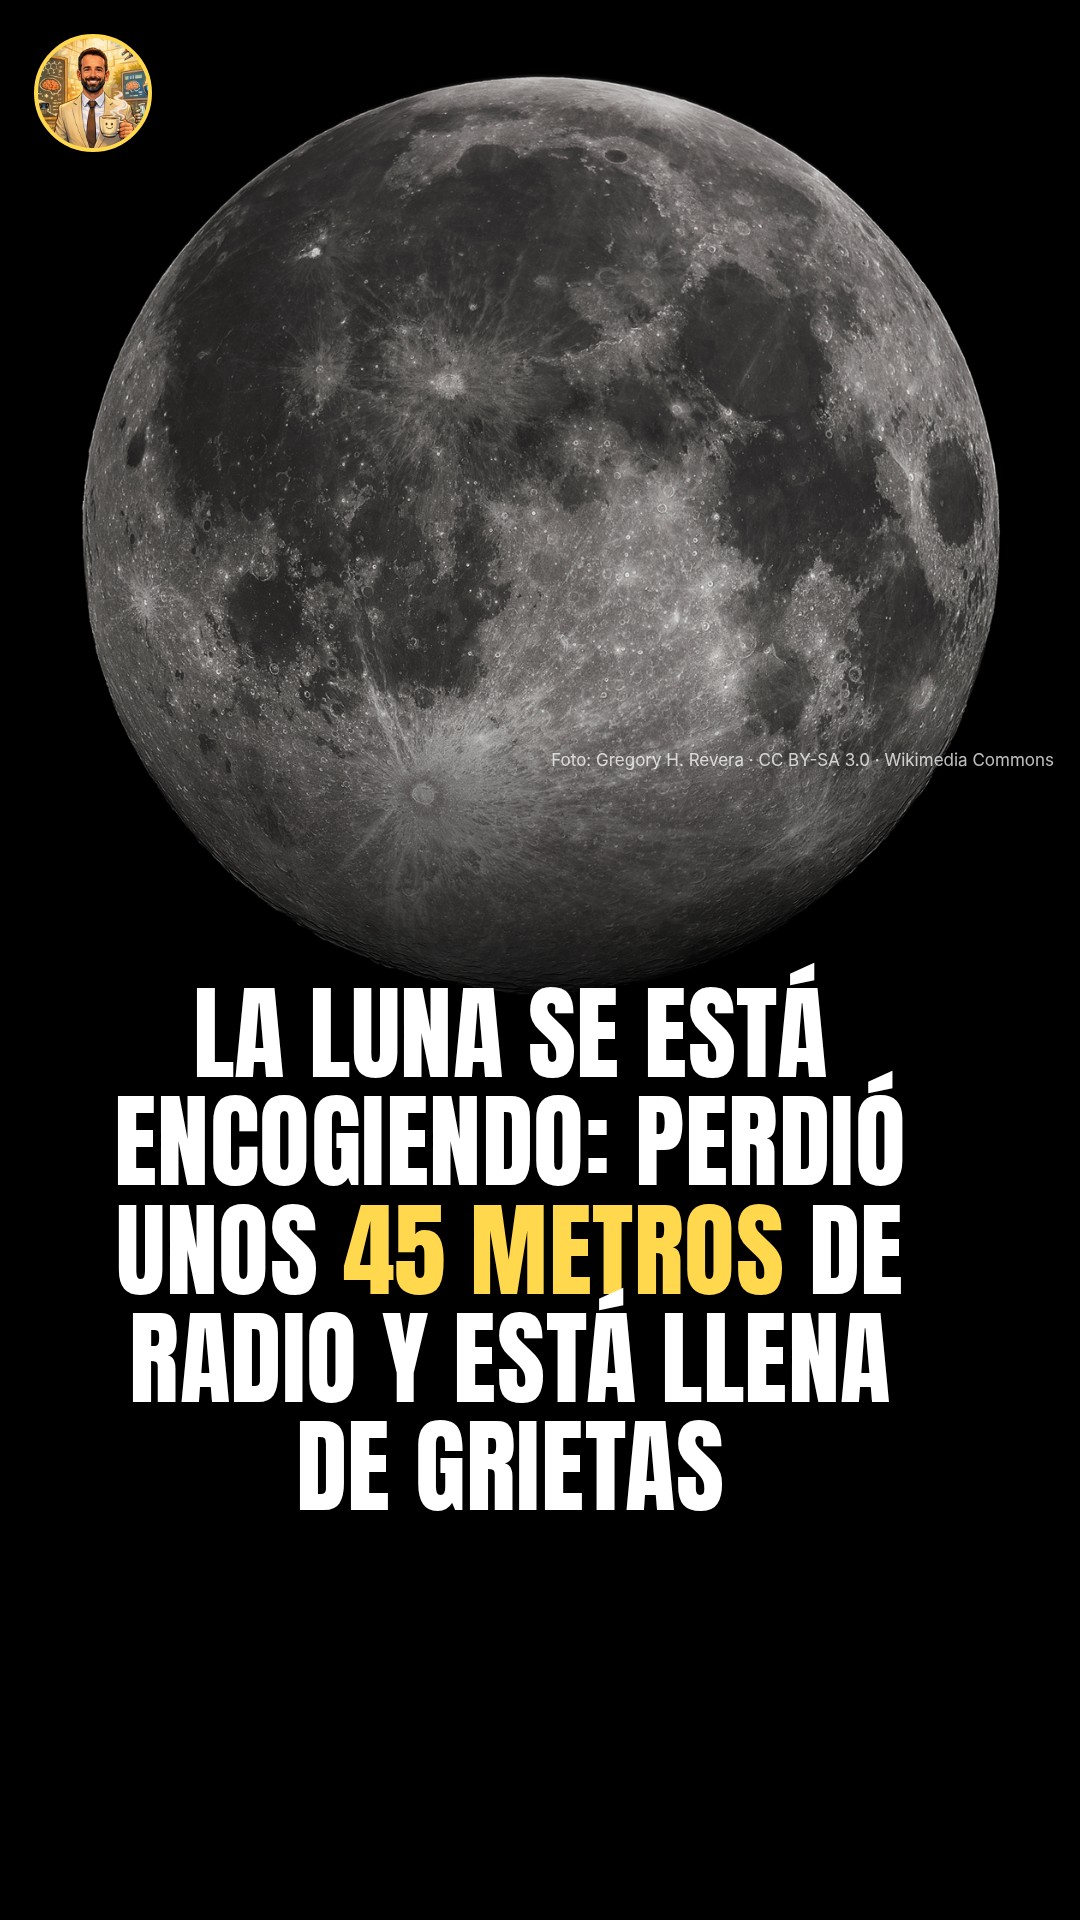 Foto: Gregory H. Revera · CC BY-SA 3.0 · Wikimedia Commons
LA LUNA SE ESTÁ
ENCOGIENDO: PERDIÓ
UNOS 45 METROS DE
RADIO Y ESTÁ LLENA
DE GRIETAS